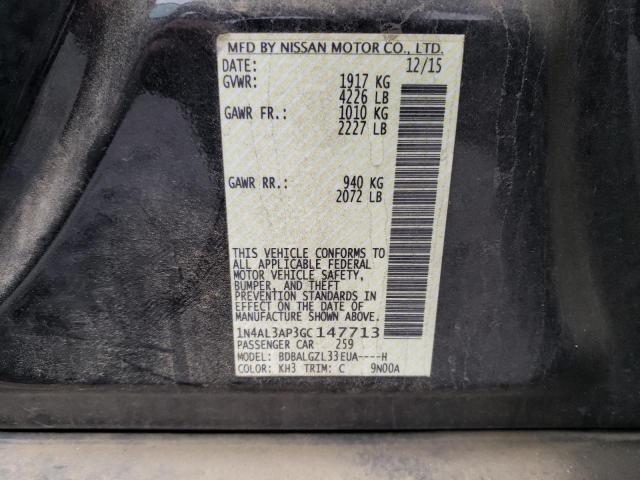 MFD BY NISSAN MOTOR CO., LTD.
DATE: 12/15
GVWR: 1917 KG
4226 LB
GAWR FR.: 1010 KG
2227 LB
GAWR RR.: 940 KG
2072 LB
THIS VEHICLE CONFORMS TO
ALL APPLICABLE FEDERAL
MOTOR VEHICLE SAFETY,
BUMPER, AND THEFT
PREVENTION STANDARDS IN
EFFECT ON THE DATE OF
MANUFACTURE SHOWN ABOVE.
1N4AL3AP3GC147713
PASSENGER CAR 259
MODEL: BDBALGZL33EUA----H
COLOR: KH3 TRIM: C 9N00A